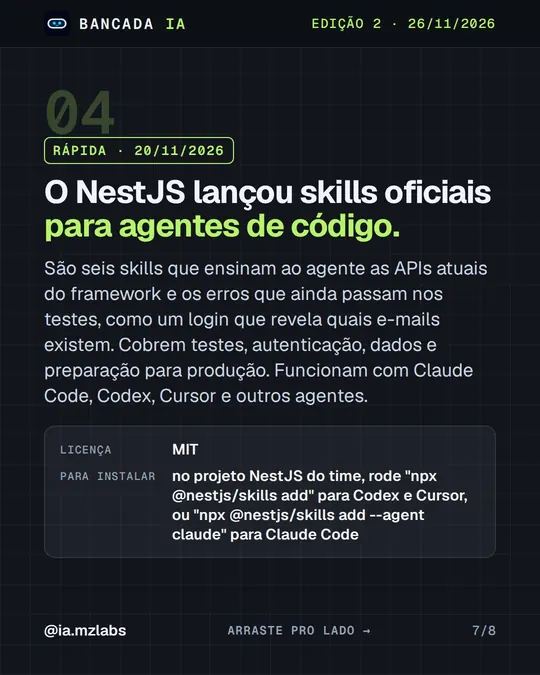 BANCADA IA
EDIÇÃO 2 · 26/11/2026
04
RÁPIDA · 20/11/2026
O NestJS lançou skills oficiais
para agentes de código.
São seis skills que ensinam ao agente as APIs atuais
do framework e os erros que ainda passam nos
testes, como um login que revela quais e-mails
existem. Cobrem testes, autenticação, dados e
preparação para produção. Funcionam com Claude
Code, Codex, Cursor e outros agentes.
LICENÇA MIT
PARA INSTALAR no projeto NestJS do time, rode "npx
@nestjs/skills add" para Codex e Cursor,
ou "npx @nestjs/skills add --agent
claude" para Claude Code
@ia.mzlabs
ARRASTE PRO LADO →
7/8